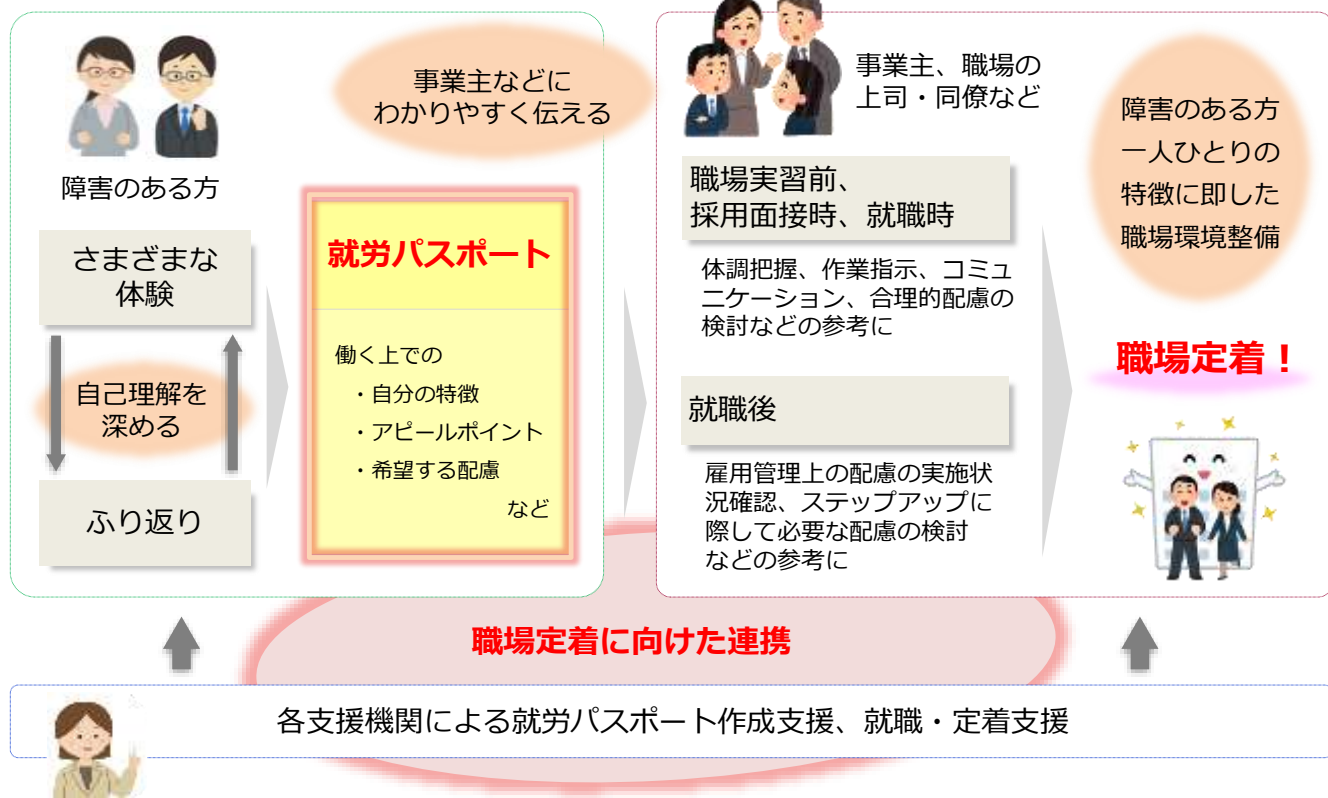 障害のある方
さまざまな
体験
自己理解を
深める
ふり返り
事業主などに
わかりやすく伝える
就労パスポート
働く上での
・自分の特徴
・アピールポイント
・希望する配慮
など
事業主、職場の
上司・同僚など
職場実習前、
採用面接時、就職時
体調把握、作業指示、コミュ
ニケーション、合理的配慮の
検討などの参考に
就職後
雇用管理上の配慮の実施状
況確認、ステップアップに
際して必要な配慮の検討
などの参考に
障害のある方
一人ひとりの
特徴に即した
職場環境整備
職場定着！
職場定着に向けた連携
各支援機関による就労パスポート作成支援、就職・定着支援